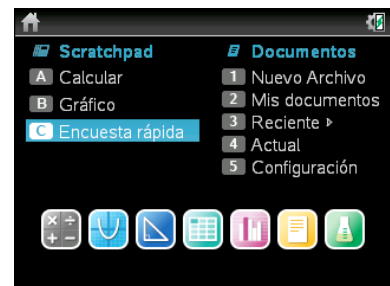 Scratchpad
A Calcular
B Gráfico
C Encuesta rápida
Documentos
1 Nuevo Archivo
2 Mis documentos
3 Reciente ▹
4 Actual
5 Configuración